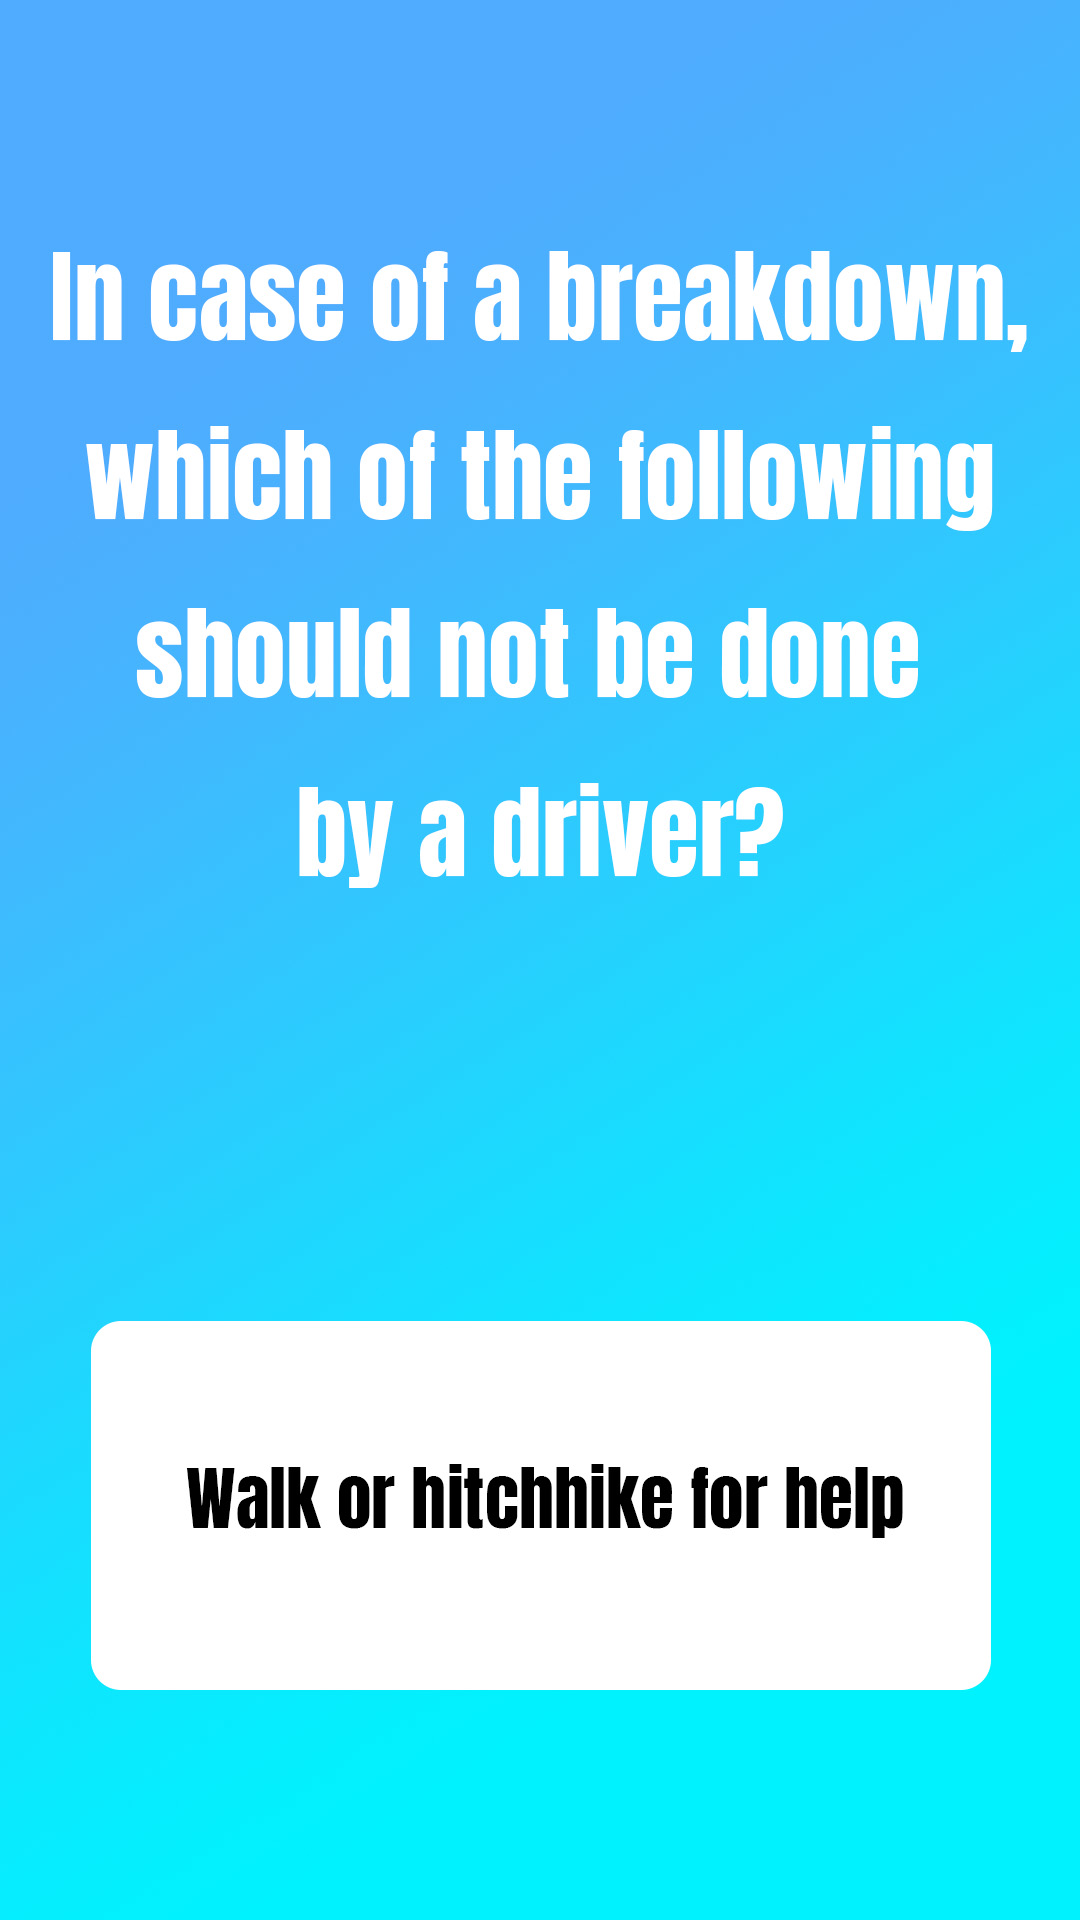 In case of a breakdown,
which of the following
should not be done
by a driver?
Walk or hitchhike for help